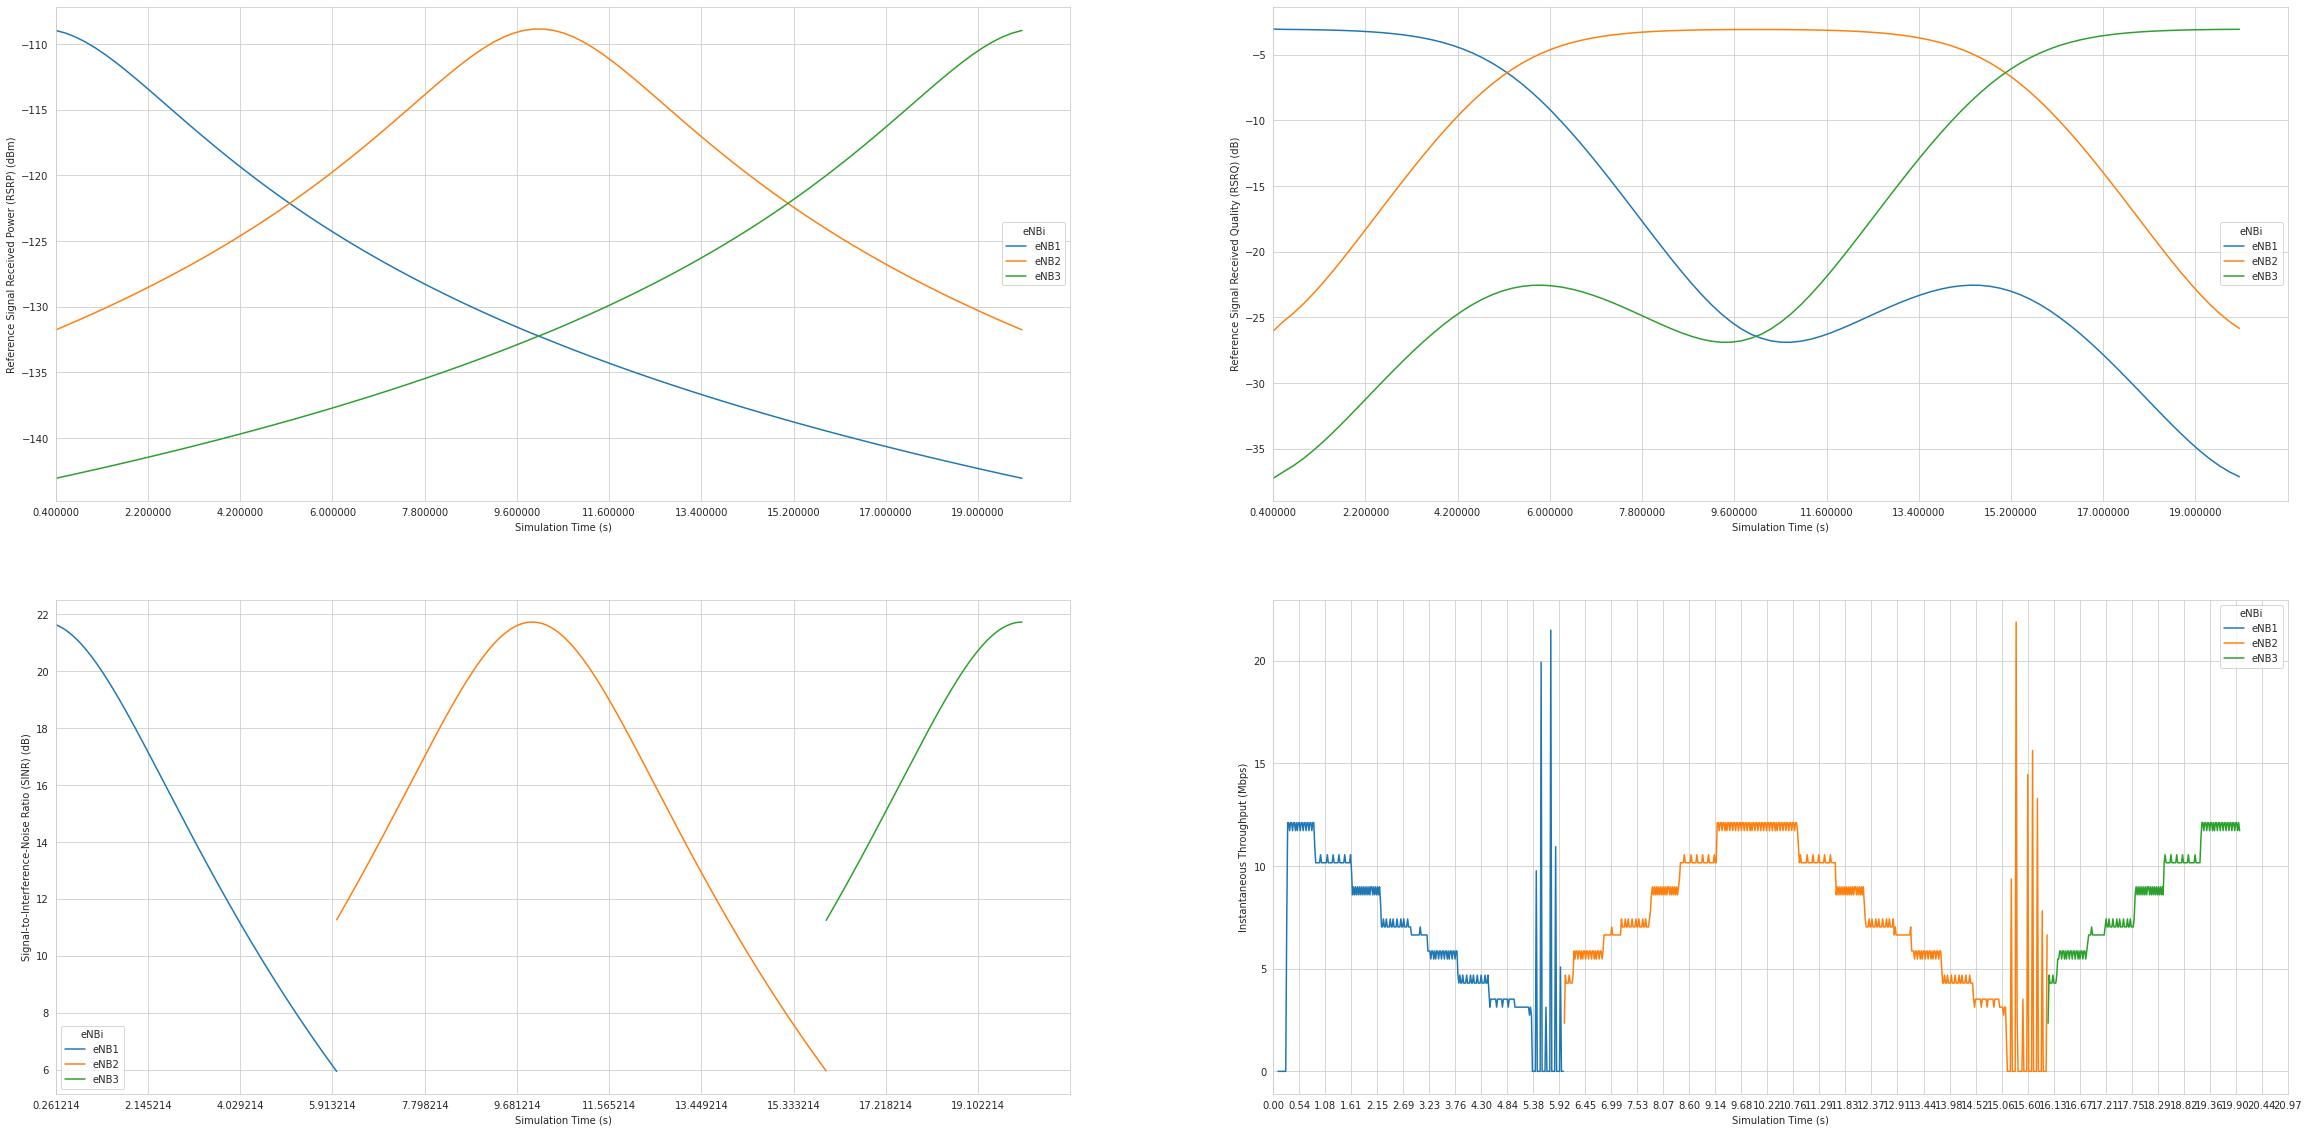 Reference Signal Received Power (RSRP) (dBm)
−110
−115
−120
−125
−130
−135
−140
eNBi
eNB1
eNB2
eNB3
0.400000 2.200000 4.200000 6.000000 7.800000 9.600000 11.600000 13.400000 15.200000 17.000000 19.000000
Simulation Time (s)
Reference Signal Received Quality (RSRQ) (dB)
−5
−10
−15
−20
−25
−30
−35
eNBi
eNB1
eNB2
eNB3
0.400000 2.200000 4.200000 6.000000 7.800000 9.600000 11.600000 13.400000 15.200000 17.000000 19.000000
Simulation Time (s)
Signal-to-Interference-Noise Ratio (SINR) (dB)
22
20
18
16
14
12
10
8
6
eNBi
eNB1
eNB2
eNB3
0.261214 2.145214 4.029214 5.913214 7.798214 9.681214 11.565214 13.449214 15.333214 17.218214 19.102214
Simulation Time (s)
Instantaneous Throughput (Mbps)
20
15
10
5
0
eNBi
eNB1
eNB2
eNB3
0.00 0.54 1.08 1.61 2.15 2.69 3.23 3.76 4.30 4.84 5.38 5.92 6.45 6.99 7.53 8.07 8.60 9.14 9.68 10.22 10.76 11.29 11.83 12.37 12.91 13.44 13.98 14.52 15.06 15.60 16.13 16.67 17.21 17.75 18.29 18.82 19.36 19.90 20.44 20.97
Simulation Time (s)